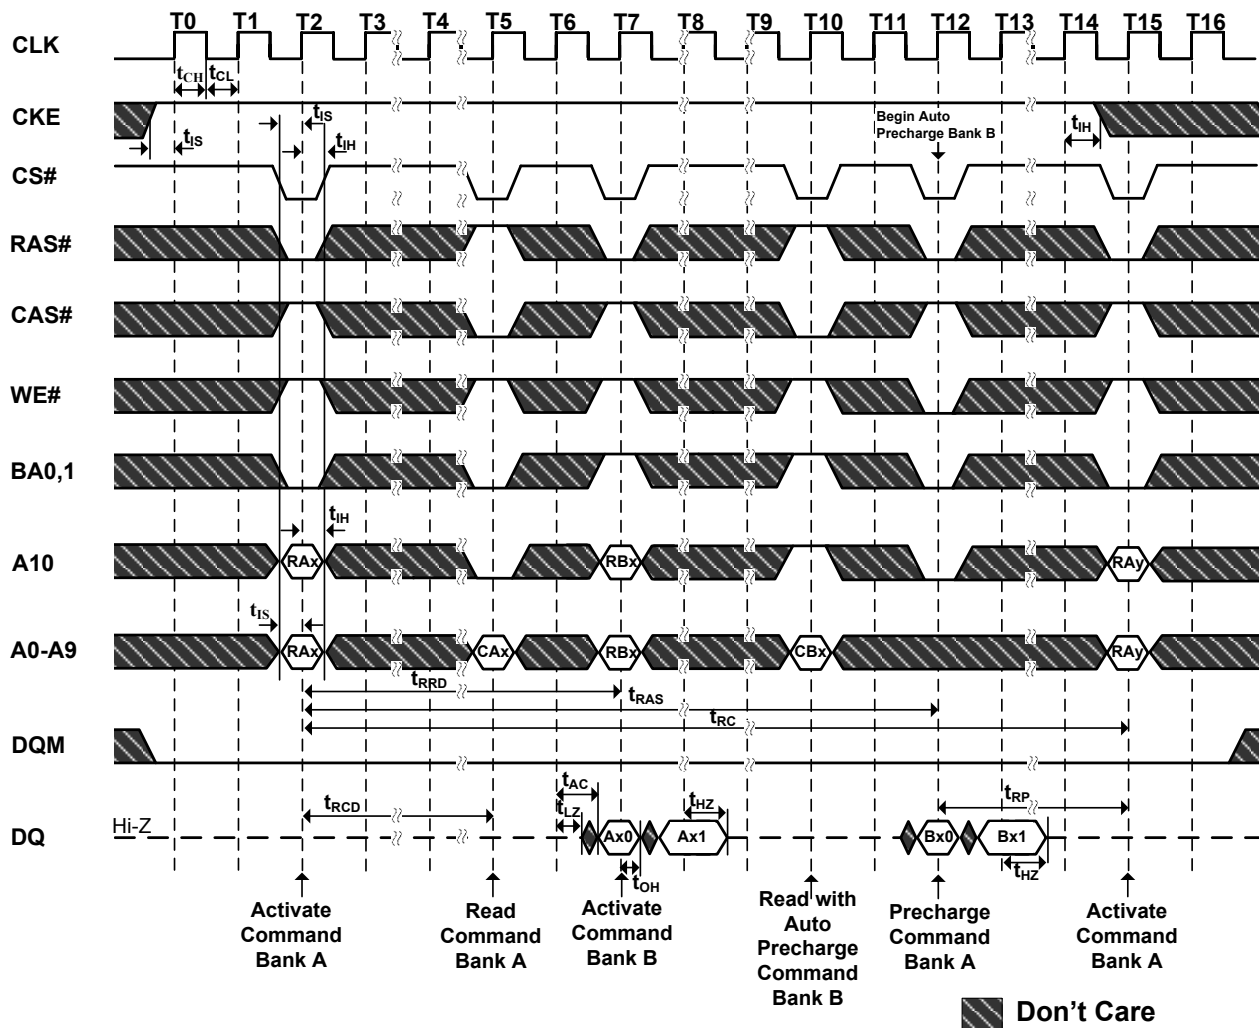 T0 T1 T2 T3 T4 T5 T6 T7 T8 T9 T10 T11 T12 T13 T14 T15 T16
CLK
tCH tCL
CKE
tIS
tIS
tIH
Begin Auto
Precharge Bank B
tIH
CS#
RAS#
CAS#
WE#
BA0,1
tIH
A10
RAx RBx RAy
tIS
A0-A9
RAx CAx RBx CBx RAy
tRRD
tRAS
tRC
DQM
tRCD
tAC
tLZ
tHZ
tRP
DQ
Hi-Z
Ax0 Ax1 Bx0 Bx1
tOH
tHZ
Activate
Command
Bank A
Read
Command
Bank A
Activate
Command
Bank B
Read with
Auto
Precharge
Command
Bank B
Precharge
Command
Bank A
Activate
Command
Bank A
Don't Care